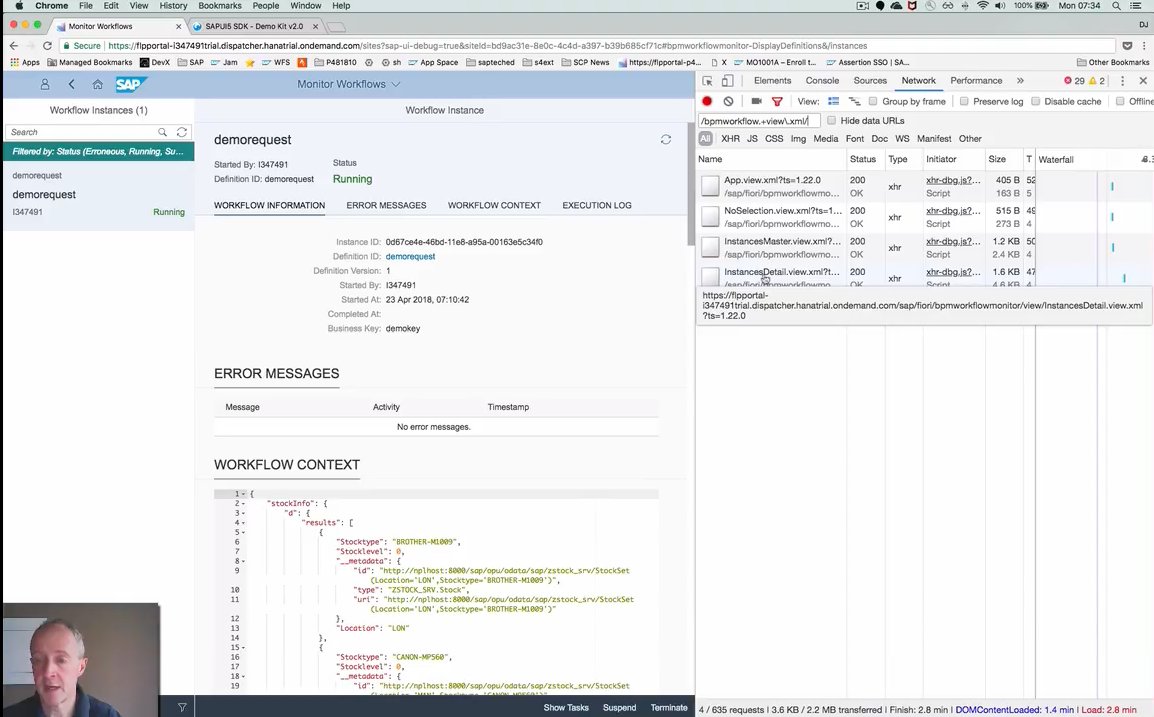 Chrome File Edit View History Bookmarks People Window Help 100% Mon 07:34
Monitor Workflows SAPUI5 SDK - Demo Kit v2.0 DJ
Secure https://flpportal-i347491trial.dispatcher.hanatrial.ondemand.com/sites?sap-ui-debug=true&siteId=bd9ac31e-8e0c-4c4d-a397-b39b685cf71c#bpmworkflowmonitor-DisplayDefinitions&/instances
Apps Managed Bookmarks DevX SAP Jam WFS P481810 sh App Space sapteched s4ext SCP News https://flpportal-p4... X MO1001A – Enroll t... Assertion SSO | SA... Other Bookmarks
SAP Monitor Workflows
Elements Console Sources Network Performance » 29 2
View: Group by frame Preserve log Disable cache Offline
Workflow Instances (1)
Workflow Instance
/bpmworkflow.+view\.xml/ Hide data URLs
Search
All XHR JS CSS Img Media Font Doc WS Manifest Other
Filtered by: Status (Erroneous, Running, Su...
demorequest
demorequest
I347491 Running
demorequest
Started By: I347491 Status
Definition ID: demorequest Running
WORKFLOW INFORMATION ERROR MESSAGES WORKFLOW CONTEXT EXECUTION LOG
Instance ID: 0d67ce4e-46bd-11e8-a95a-00163e5c34f0
Definition ID: demorequest
Definition Version: 1
Started By: I347491
Started At: 23 Apr 2018, 07:10:42
Completed At:
Business Key: demokey
ERROR MESSAGES
Message Activity Timestamp
No error messages.
WORKFLOW CONTEXT
1 {
2 "stockInfo": {
3 "d": {
4 "results": [
5 {
6 "Stocktype": "BROTHER-M1009",
7 "Stocklevel": 0,
8 "__metadata": {
9 "id": "http://nplhost:8000/sap/opu/odata/sap/zstock_srv/StockSet
(Location='LON',Stocktype='BROTHER-M1009')",
10 "type": "ZSTOCK_SRV.Stock",
11 "uri": "http://nplhost:8000/sap/opu/odata/sap/zstock_srv/StockSet
(Location='LON',Stocktype='BROTHER-M1009')"
12 },
13 "Location": "LON"
14 },
15 {
16 "Stocktype": "CANON-MP560",
17 "Stocklevel": 0,
18 "__metadata": {
19 "id": "http://nplhost:8000/sap/opu/odata/sap/zstock_srv/StockSet
Show Tasks Suspend Terminate
Name Status Type Initiator Size T Waterfall
App.view.xml?ts=1.22.0 200 xhr xhr-dbg.js?... 405 B 52
/sap/fiori/bpmworkflowmo... OK Script 163 B 5
NoSelection.view.xml?ts=1... 200 xhr xhr-dbg.js?... 515 B 49
/sap/fiori/bpmworkflowmo... OK Script 273 B 4
InstancesMaster.view.xml?... 200 xhr xhr-dbg.js?... 1.2 KB 50
/sap/fiori/bpmworkflowmo... OK Script 2.4 KB 4
InstancesDetail.view.xml?t... 200 xhr xhr-dbg.js?... 1.6 KB 47
/sap/fiori/bpmworkflowmo... OK Script 4.6 KB 4
https://flpportal-
i347491trial.dispatcher.hanatrial.ondemand.com/sap/fiori/bpmworkflowmonitor/view/InstancesDetail.view.xml
?ts=1.22.0
4 / 635 requests | 3.6 KB / 2.2 MB transferred | Finish: 2.8 min | DOMContentLoaded: 1.4 min | Load: 2.8 min